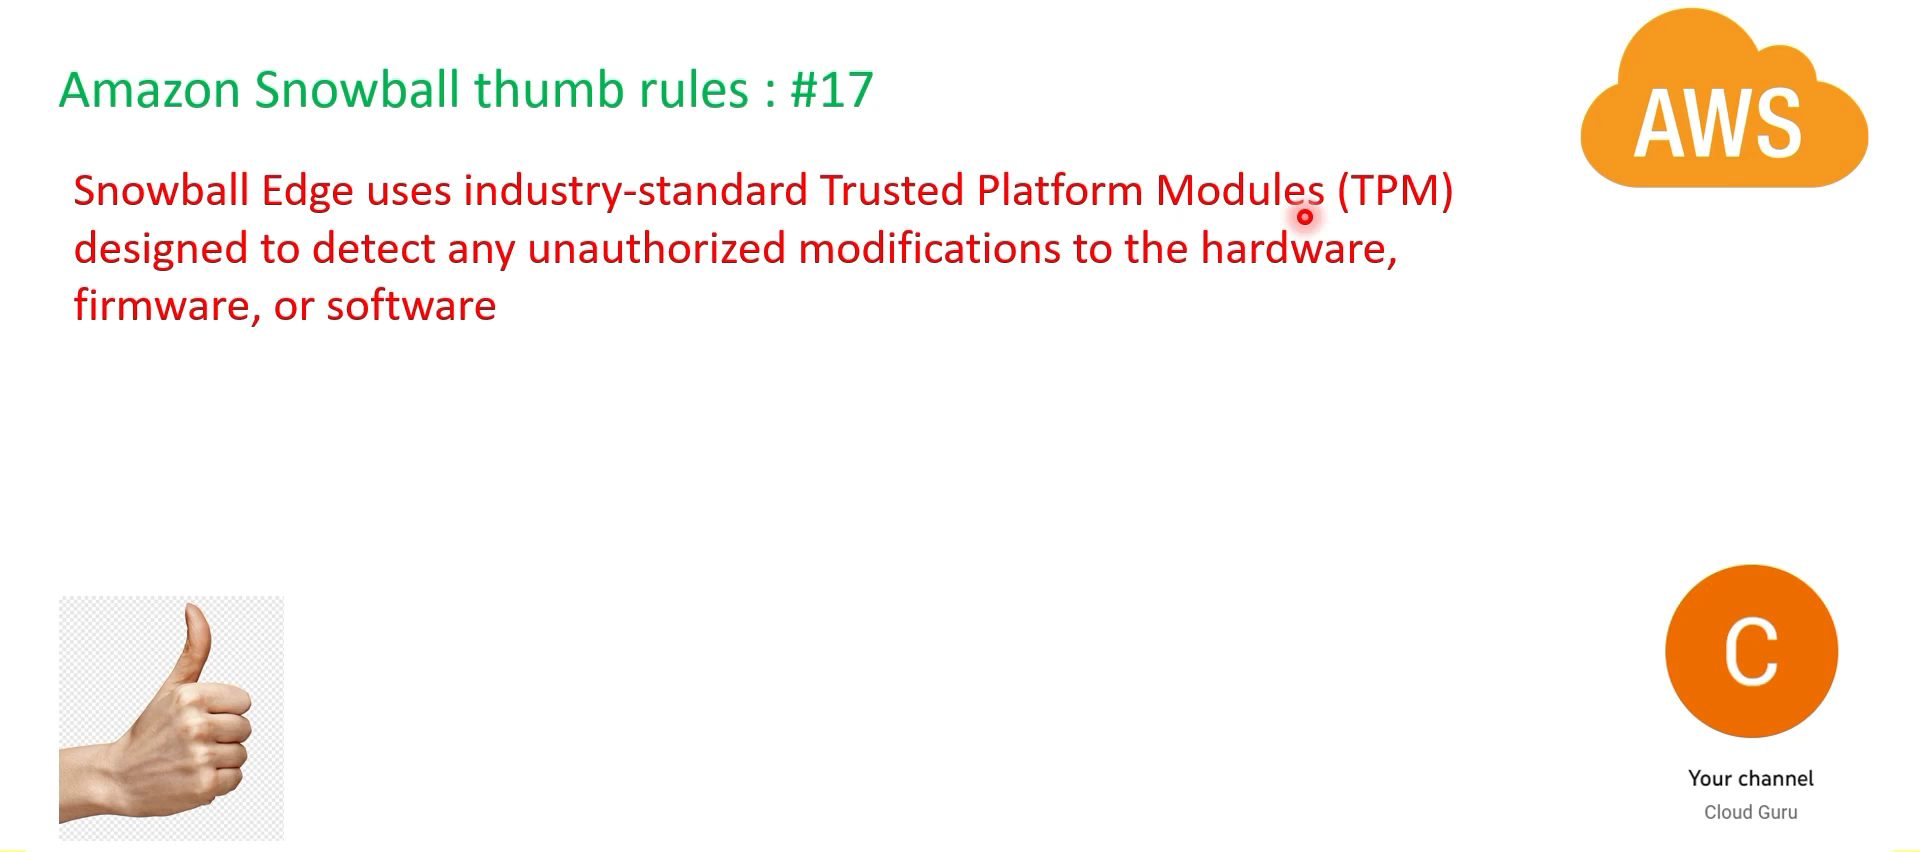 Amazon Snowball thumb rules : #17
AWS
Snowball Edge uses industry-standard Trusted Platform Modules (TPM)
designed to detect any unauthorized modifications to the hardware,
firmware, or software
C
Your channel
Cloud Guru